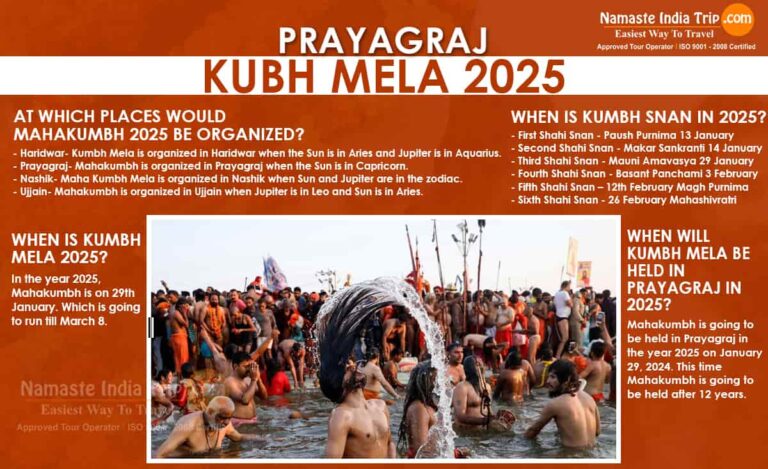 Namaste India Trip .com
Easiest Way To Travel
Approved Tour Operator | ISO 9001 - 2008 Certified
PRAYAGRAJ
KUBH MELA 2025
AT WHICH PLACES WOULD
MAHAKUMBH 2025 BE ORGANIZED?
- Haridwar- Kumbh Mela is organized in Haridwar when the Sun is in Aries and Jupiter is in Aquarius.
- Prayagraj- Mahakumbh is organized in Prayagraj when the Sun is in Capricorn.
- Nashik- Maha Kumbh Mela is organized in Nashik when Sun and Jupiter are in the zodiac.
- Ujjain- Mahakumbh is organized in Ujjain when Jupiter is in Leo and Sun is in Aries.
WHEN IS KUMBH SNAN IN 2025?
- First Shahi Snan - Paush Purnima 13 January
- Second Shahi Snan - Makar Sankranti 14 January
- Third Shahi Snan - Mauni Amavasya 29 January
- Fourth Shahi Snan - Basant Panchami 3 February
- Fifth Shahi Snan – 12th February Magh Purnima
- Sixth Shahi Snan - 26 February Mahashivratri
WHEN IS KUMBH
MELA 2025?
In the year 2025,
Mahakumbh is on 29th
January. Which is going
to run till March 8.
WHEN WILL
KUMBH MELA BE
HELD IN
PRAYAGRAJ IN
2025?
Mahakumbh is going to
be held in Prayagraj in
the year 2025 on January
29, 2024. This time
Mahakumbh is going to
be held after 12 years.
Namaste India Trip
Easiest Way To Travel
Approved Tour Operator | ISO 9001 - 2008 Certified